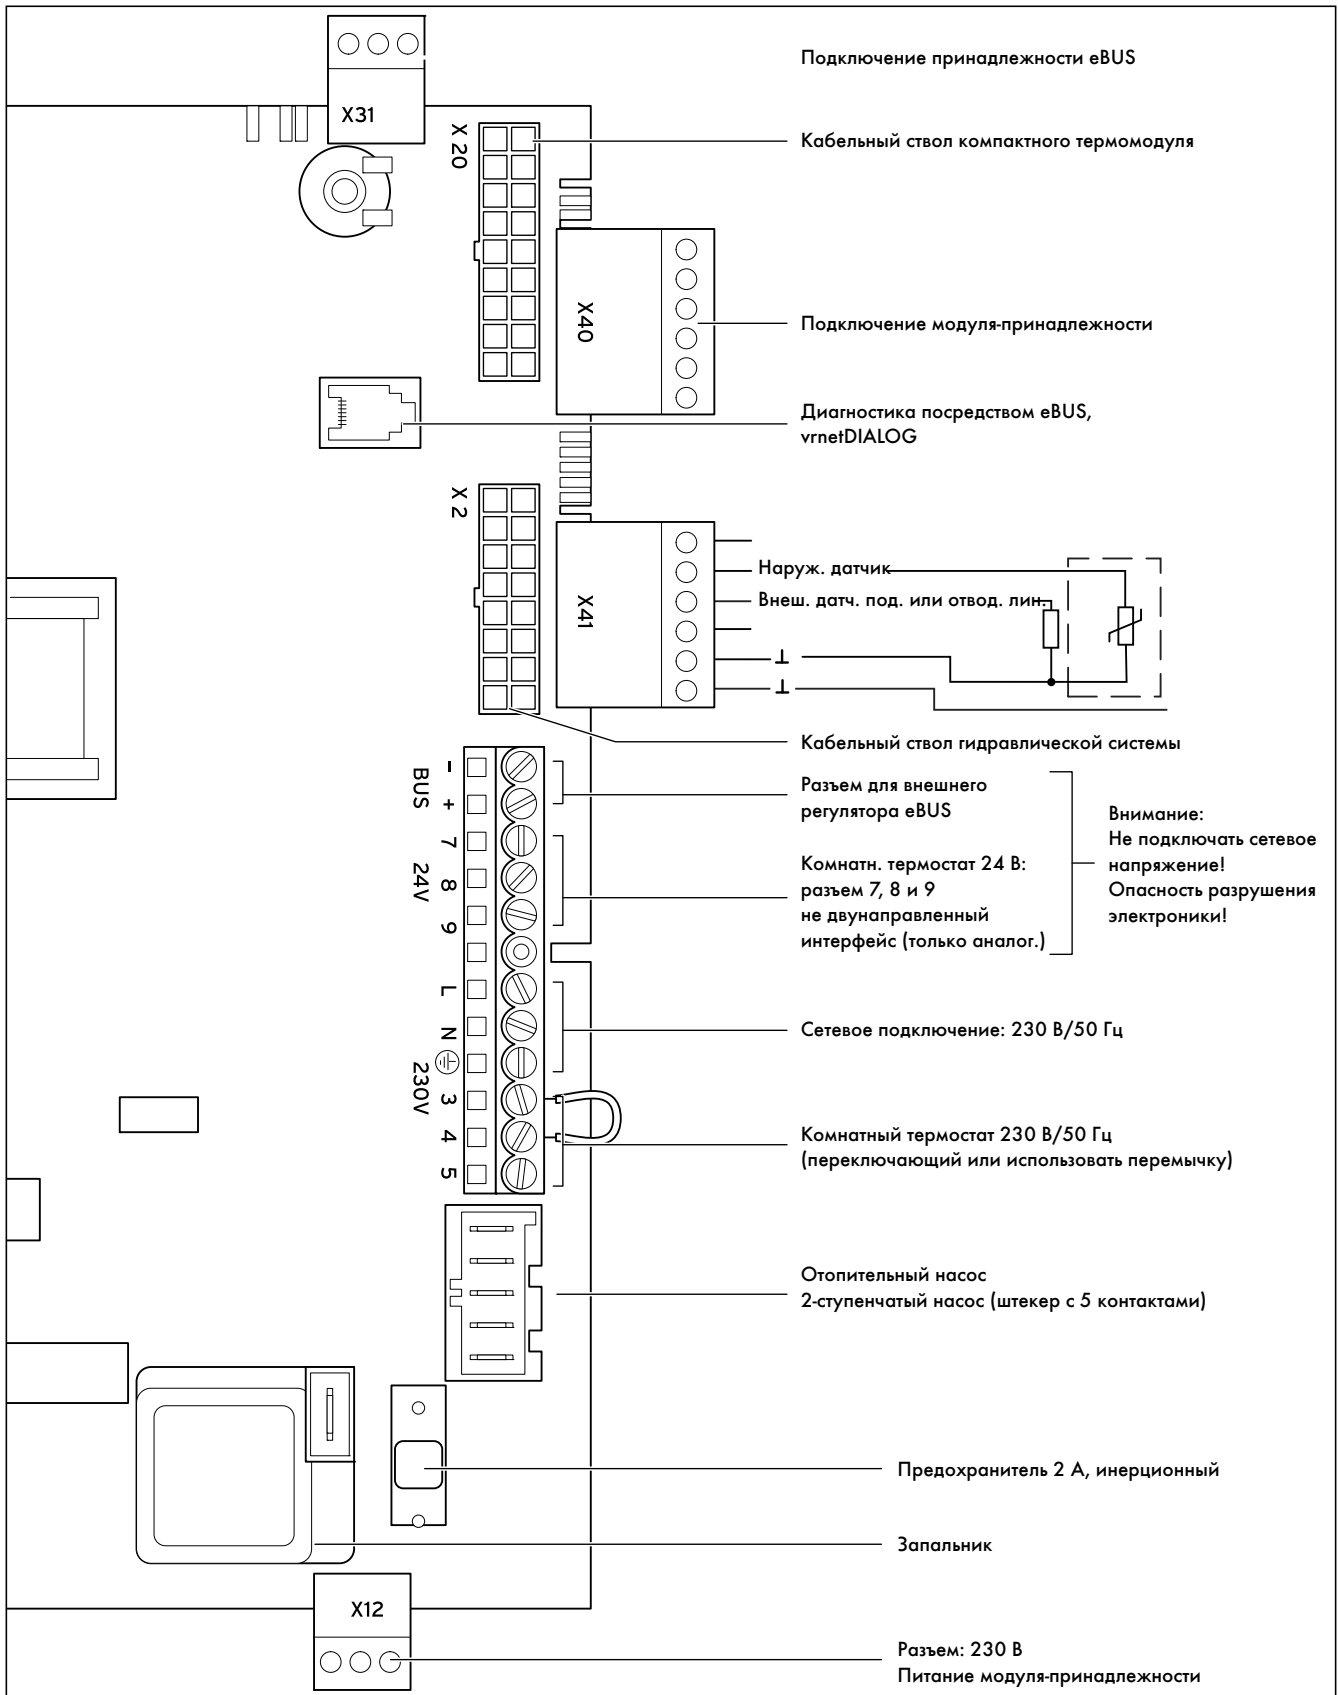 Подключение принадлежности eBUS
X31
X 20
Кабельный ствол компактного термомодуля
X40
Подключение модуля-принадлежности
Диагностика посредством eBUS,
vrnetDIALOG
X 2
X41
Наруж. датчик
Внеш. датч. под. или отвод. лин.
Кабельный ствол гидравлической системы
BUS
-
+
Разъем для внешнего
регулятора eBUS
24V
7
8
9
Комнатн. термостат 24 В:
разъем 7, 8 и 9
не двунаправленный
интерфейс (только аналог.)
Внимание:
Не подключать сетевое
напряжение!
Опасность разрушения
электроники!
L
N
Сетевое подключение: 230 В/50 Гц
230V
3
4
5
Комнатный термостат 230 В/50 Гц
(переключающий или использовать перемычку)
Отопительный насос
2-ступенчатый насос (штекер с 5 контактами)
Предохранитель 2 А, инерционный
Запальник
X12
Разъем: 230 В
Питание модуля-принадлежности